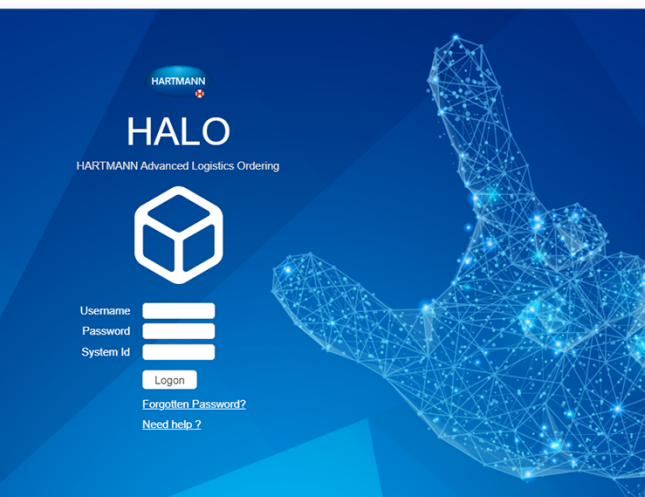 HARTMANN
HALO
HARTMANN Advanced Logistics Ordering
Username
Password
System Id
Logon
Forgotten Password?
Need help ?